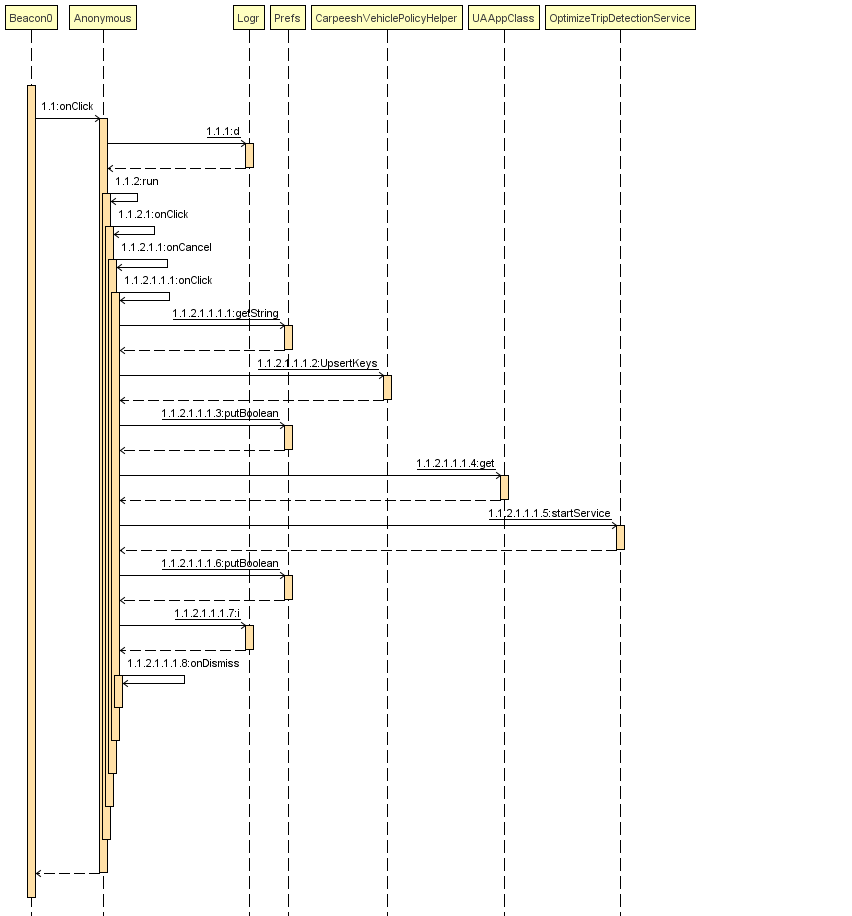 Beacon0
Anonymous
Logr
Prefs
CarpeeshVehiclePolicyHelper
UAAppClass
OptimizeTripDetectionService
1.1:onClick
1.1.1:d
1.1.2:run
1.1.2.1:onClick
1.1.2.1.1:onCancel
1.1.2.1.1.1:onClick
1.1.2.1.1.1.1:getString
1.1.2.1.1.1.2:UpsertKeys
1.1.2.1.1.1.3:putBoolean
1.1.2.1.1.1.4:get
1.1.2.1.1.1.5:startService
1.1.2.1.1.1.6:putBoolean
1.1.2.1.1.1.7:i
1.1.2.1.1.1.8:onDismiss